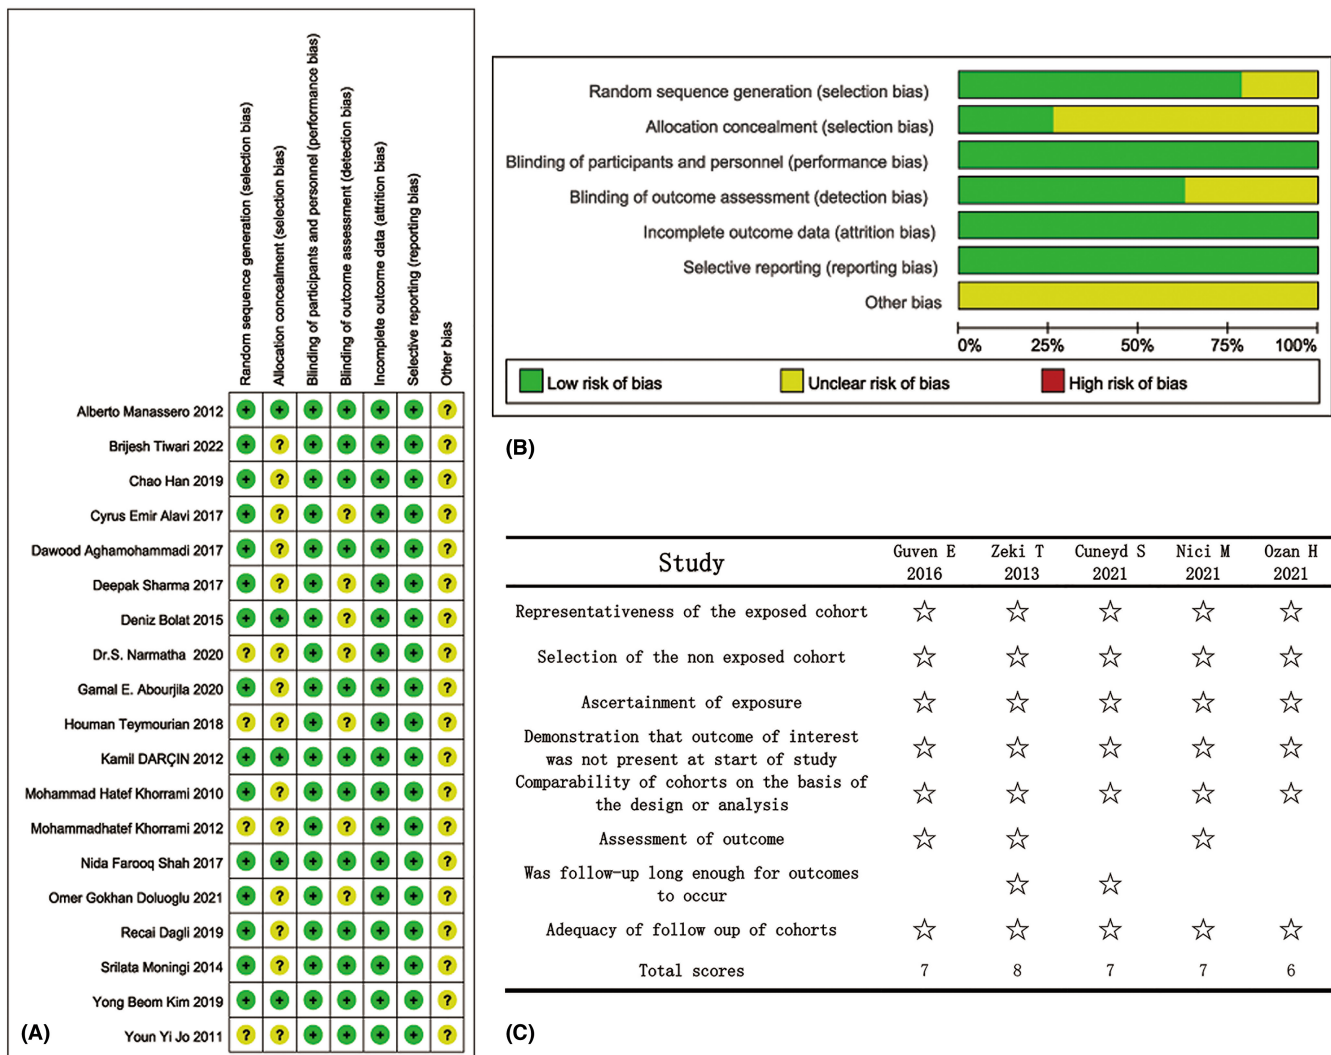 Random sequence generation (selection bias)
Allocation concealment (selection bias)
Blinding of participants and personnel (performance bias)
Blinding of outcome assessment (detection bias)
Incomplete outcome data (attrition bias)
Selective reporting (reporting bias)
Other bias
Alberto Manassero 2012 + + + + + + ?
Brijesh Tiwari 2022 + ? + + + + ?
Chao Han 2019 + ? + + + + ?
Cyrus Emir Alavi 2017 + ? + ? + + ?
Dawood Aghamohammadi 2017 + ? + + + + ?
Deepak Sharma 2017 + ? + ? + + ?
Deniz Bolat 2015 + + + ? + + ?
Dr.S. Narmatha 2020 ? ? + ? + + ?
Gamal E. Abourjila 2020 + ? + + + + ?
Houman Teymourian 2018 ? ? + ? + + ?
Kamil DARÇIN 2012 + + + + + + ?
Mohammad Hatef Khorrami 2010 + ? + + + + ?
Mohammadhatef Khorrami 2012 ? ? + ? + + ?
Nida Farooq Shah 2017 + + + + + + ?
Omer Gokhan Doluoglu 2021 + ? + ? + + ?
Recai Dagli 2019 + ? + + + + ?
Srilata Moningi 2014 + ? + + + + ?
Yong Beom Kim 2019 + + + + + + ?
Youn Yi Jo 2011 ? ? + + + + ?
(A)
Random sequence generation (selection bias)
Allocation concealment (selection bias)
Blinding of participants and personnel (performance bias)
Blinding of outcome assessment (detection bias)
Incomplete outcome data (attrition bias)
Selective reporting (reporting bias)
Other bias
0% 25% 50% 75% 100%
Low risk of bias Unclear risk of bias High risk of bias
(B)
Study Guven E 2016 Zeki T 2013 Cuneyd S 2021 Nici M 2021 Ozan H 2021
Representativeness of the exposed cohort ☆ ☆ ☆ ☆ ☆
Selection of the non exposed cohort ☆ ☆ ☆ ☆ ☆
Ascertainment of exposure ☆ ☆ ☆ ☆ ☆
Demonstration that outcome of interest
was not present at start of study ☆ ☆ ☆ ☆ ☆
Comparability of cohorts on the basis of
the design or analysis ☆ ☆ ☆ ☆ ☆
Assessment of outcome ☆ ☆ ☆
Was follow-up long enough for outcomes
to occur ☆ ☆
Adequacy of follow oup of cohorts ☆ ☆ ☆ ☆ ☆
Total scores 7 8 7 7 6
(C)